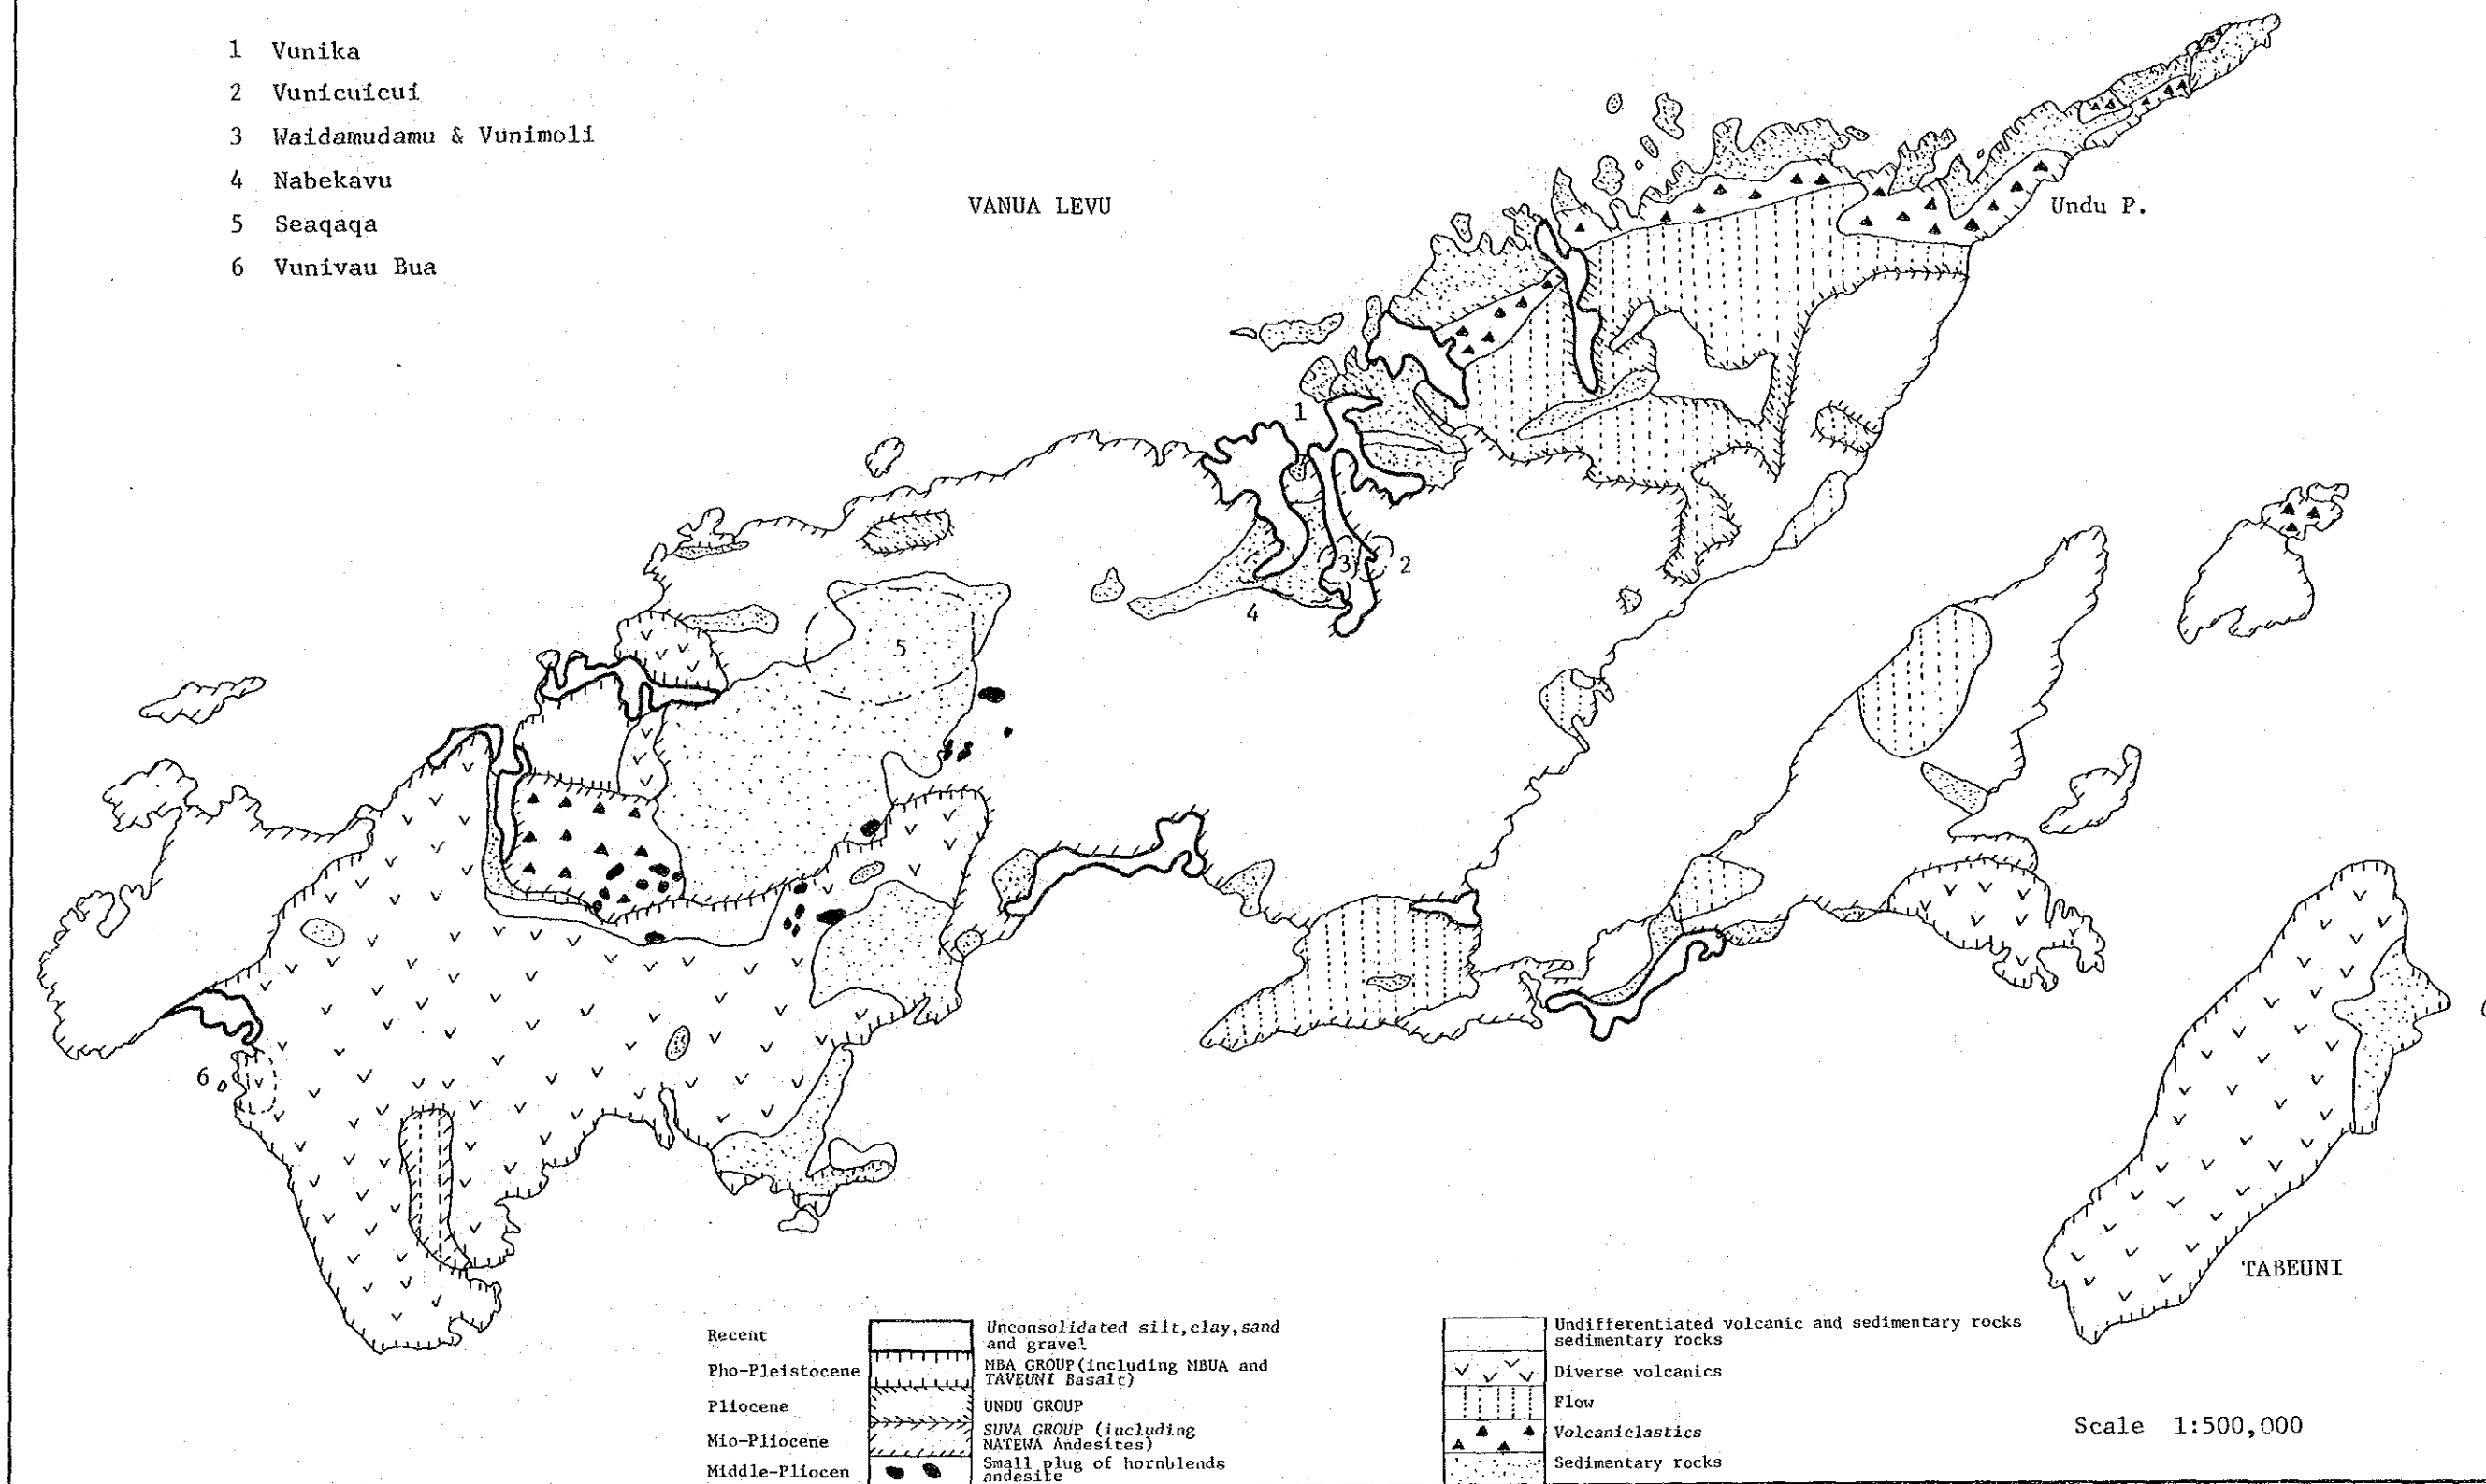 1 Vunika
2 Vunicuicui
3 Waidamudamu & Vunimoli
4 Nabekavu
5 Seaqaqa
6 Vunivau Bua
VANUA LEVU
Undu P.
1
2
3
4
5
6
TABEUNI
Recent
Unconsolidated silt,clay,sand
and gravel
Pho-Pleistocene
MBA GROUP(including MBUA and
TAVEUNI Basalt)
Pliocene
UNDU GROUP
Mio-Pliocene
SUVA GROUP (including
NATEWA Andesites)
Middle-Pliocen
Small plug of hornblends
andesite
Undifferentiated volcanic and sedimentary rocks
sedimentary rocks
Diverse volcanics
Flow
Volcaniclastics
Sedimentary rocks
Scale 1:500,000